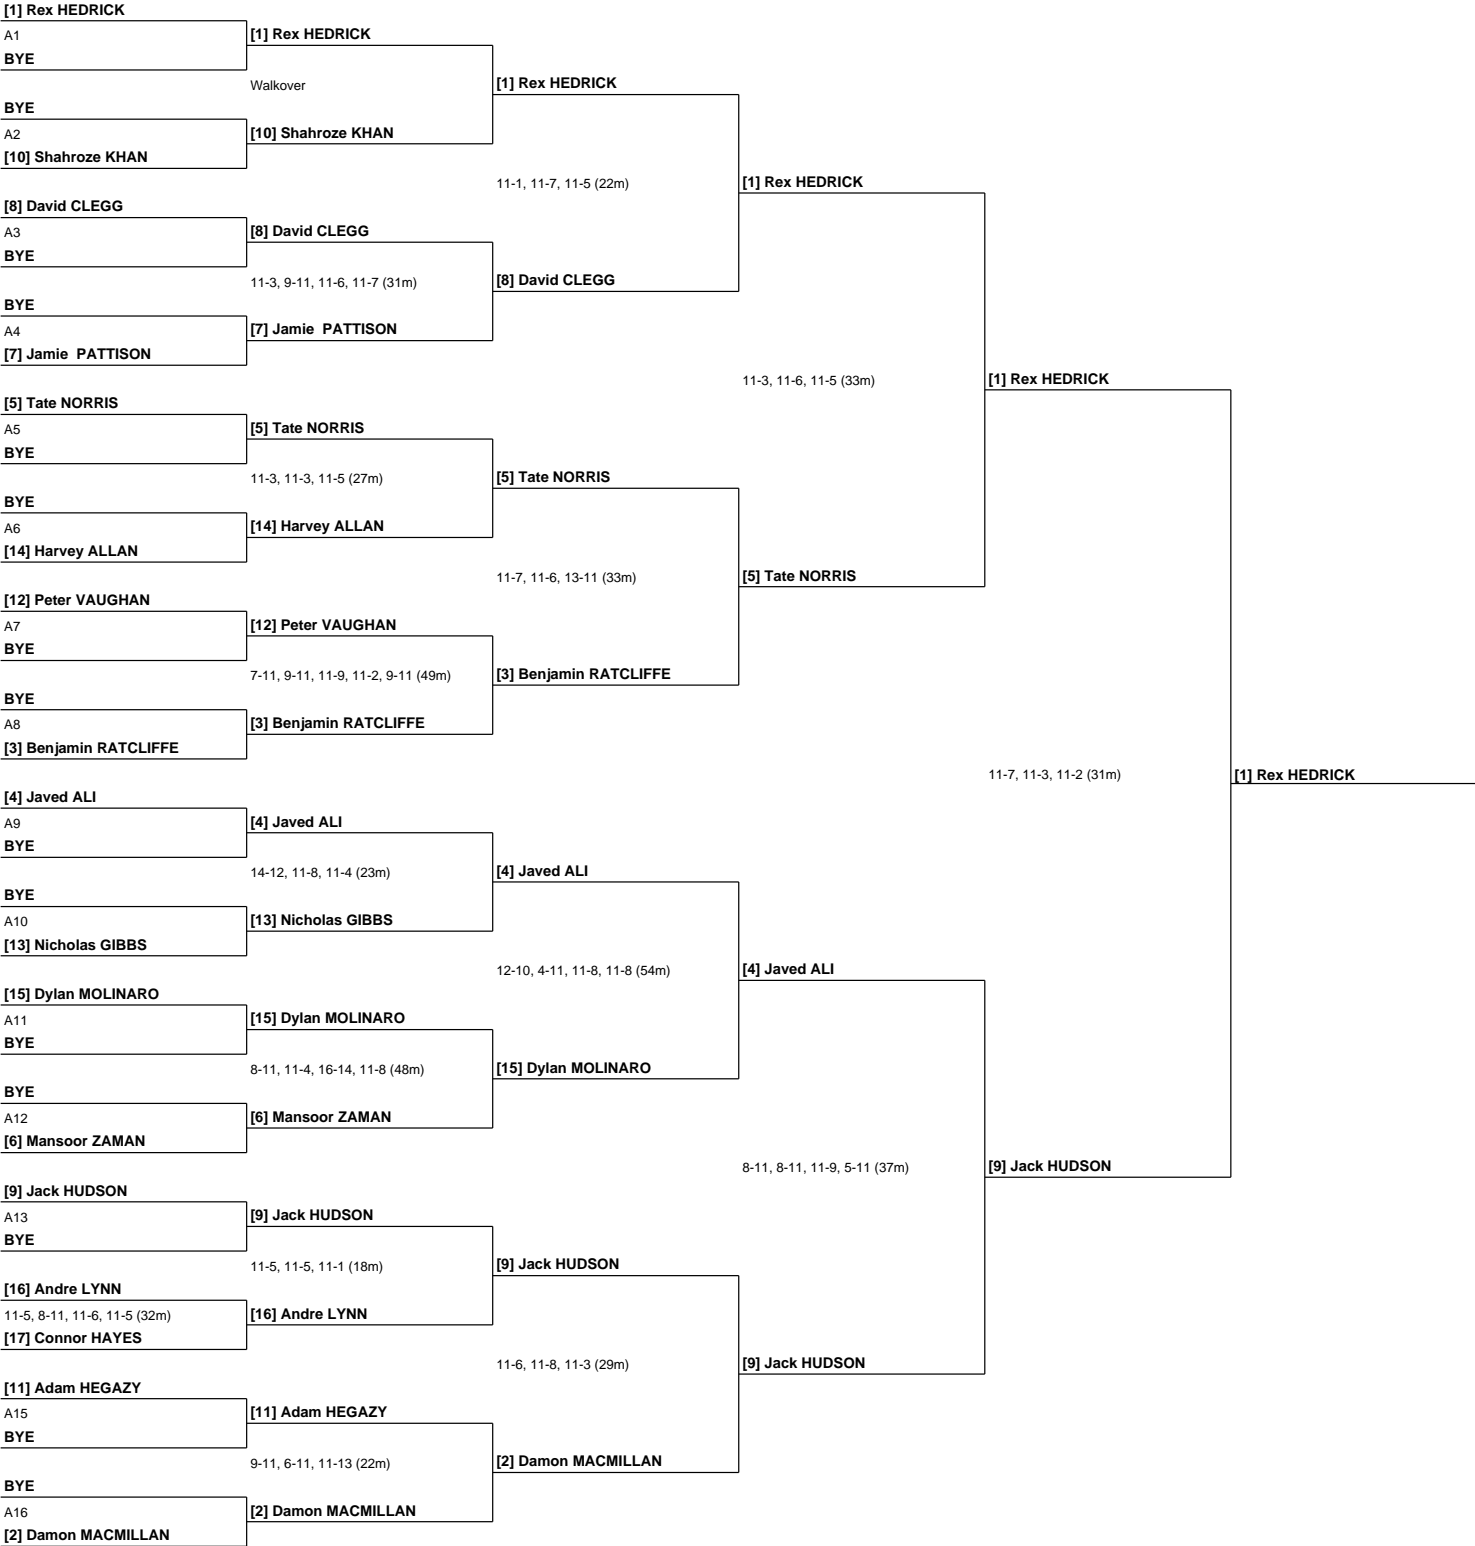 [1] Rex HEDRICK
A1
BYE
BYE
A2
[10] Shahroze KHAN
[8] David CLEGG
A3
BYE
BYE
A4
[7] Jamie  PATTISON
[5] Tate NORRIS
A5
BYE
BYE
A6
[14] Harvey ALLAN
[12] Peter VAUGHAN
A7
BYE
BYE
A8
[3] Benjamin RATCLIFFE
[4] Javed ALI
A9
BYE
BYE
A10
[13] Nicholas GIBBS
[15] Dylan MOLINARO
A11
BYE
BYE
A12
[6] Mansoor ZAMAN
[9] Jack HUDSON
A13
BYE
[16] Andre LYNN
11-5, 8-11, 11-6, 11-5 (32m)
[17] Connor HAYES
[11] Adam HEGAZY
A15
BYE
BYE
A16
[2] Damon MACMILLAN
[1] Rex HEDRICK
Walkover
[10] Shahroze KHAN
[8] David CLEGG
11-3, 9-11, 11-6, 11-7 (31m)
[7] Jamie  PATTISON
[5] Tate NORRIS
11-3, 11-3, 11-5 (27m)
[14] Harvey ALLAN
[12] Peter VAUGHAN
7-11, 9-11, 11-9, 11-2, 9-11 (49m)
[3] Benjamin RATCLIFFE
[4] Javed ALI
14-12, 11-8, 11-4 (23m)
[13] Nicholas GIBBS
[15] Dylan MOLINARO
8-11, 11-4, 16-14, 11-8 (48m)
[6] Mansoor ZAMAN
[9] Jack HUDSON
11-5, 11-5, 11-1 (18m)
[16] Andre LYNN
[11] Adam HEGAZY
9-11, 6-11, 11-13 (22m)
[2] Damon MACMILLAN
[1] Rex HEDRICK
11-1, 11-7, 11-5 (22m)
[8] David CLEGG
[5] Tate NORRIS
11-7, 11-6, 13-11 (33m)
[3] Benjamin RATCLIFFE
[4] Javed ALI
12-10, 4-11, 11-8, 11-8 (54m)
[15] Dylan MOLINARO
[9] Jack HUDSON
11-6, 11-8, 11-3 (29m)
[2] Damon MACMILLAN
[1] Rex HEDRICK
11-3, 11-6, 11-5 (33m)
[5] Tate NORRIS
[4] Javed ALI
8-11, 8-11, 11-9, 5-11 (37m)
[9] Jack HUDSON
[1] Rex HEDRICK
11-7, 11-3, 11-2 (31m)
[9] Jack HUDSON
[1] Rex HEDRICK